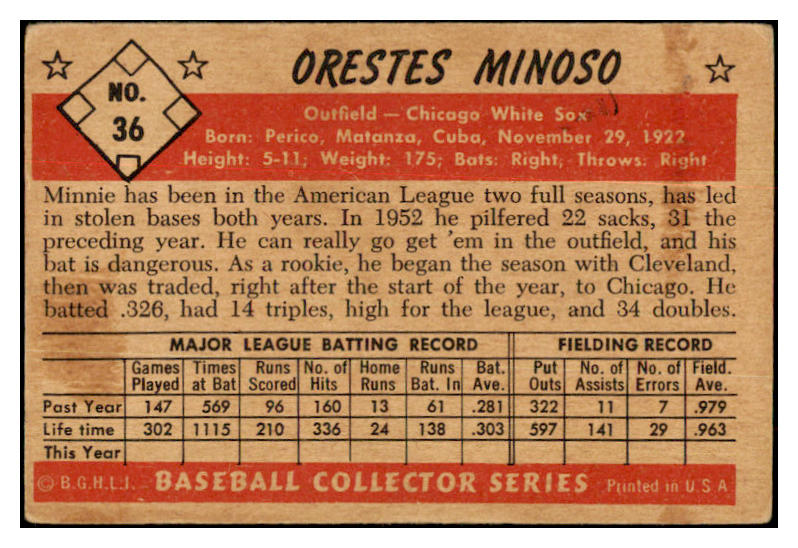 ORESTES MINOSO
NO.
36
Outfield — Chicago White Sox
Born: Perico, Matanza, Cuba, November 29, 1922
Height: 5-11; Weight: 175; Bats: Right; Throws: Right
Minnie has been in the American League two full seasons, has led
in stolen bases both years. In 1952 he pilfered 22 sacks, 31 the
preceding year. He can really go get 'em in the outfield, and his
bat is dangerous. As a rookie, he began the season with Cleveland,
then was traded, right after the start of the year, to Chicago. He
batted .326, had 14 triples, high for the league, and 34 doubles.
MAJOR LEAGUE BATTING RECORD FIELDING RECORD
Games Times Runs No. of Home Runs Bat. Put No. of No. of Field.
Played at Bat Scored Hits Runs Bat. In Ave. Outs Assists Errors Ave.
Past Year 147 569 96 160 13 61 .281 322 11 7 .979
Life time 302 1115 210 336 24 138 .303 597 141 29 .963
This Year
© B.G.H.L.I. — BASEBALL COLLECTOR SERIES Printed in U.S.A.